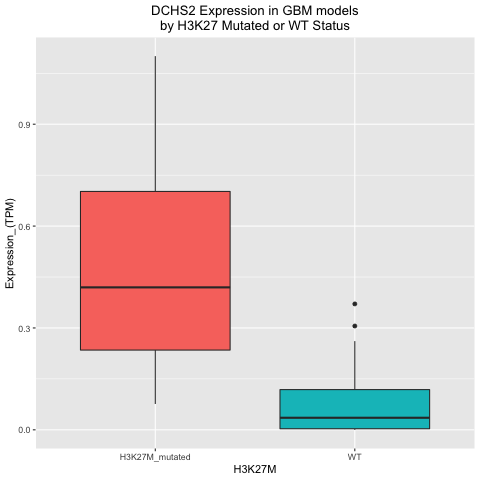 DCHS2 Expression in GBM models
by H3K27 Mutated or WT Status
Expression_(TPM)
0.9
0.6
0.3
0.0
H3K27M_mutated
WT
H3K27M